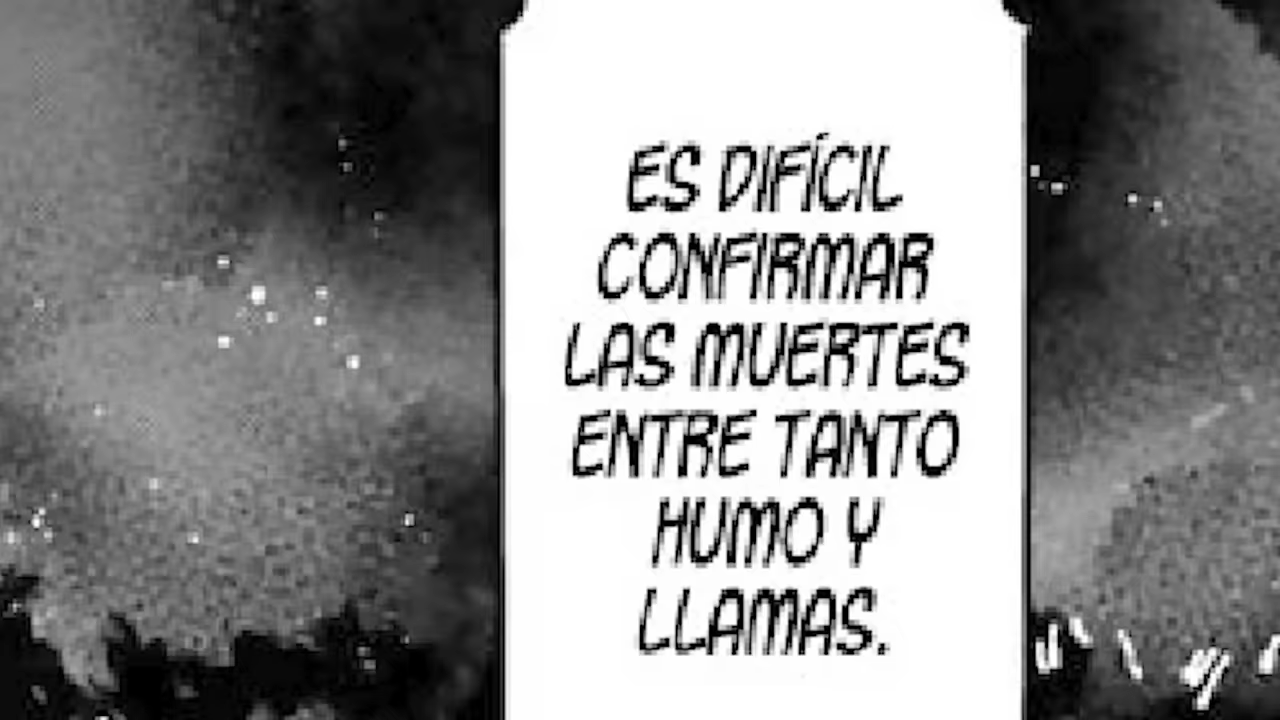 ES DIFÍCIL
CONFIRMAR
LAS MUERTES
ENTRE TANTO
HUMO Y
LLAMAS.